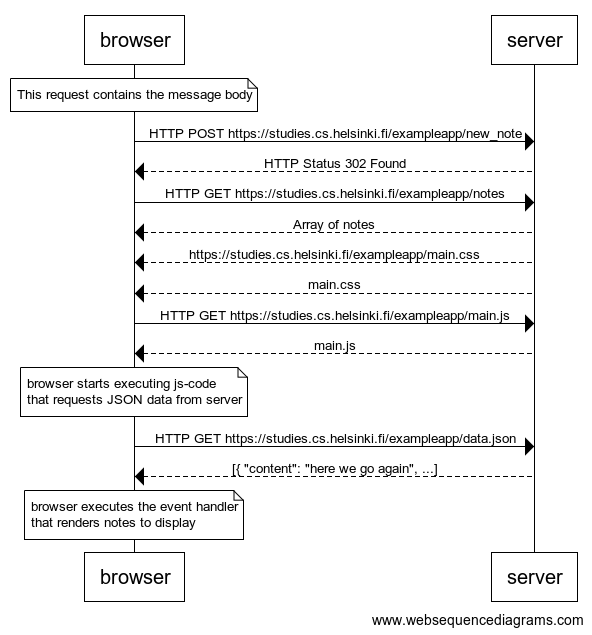 browser
server
This request contains the message body
HTTP POST https://studies.cs.helsinki.fi/exampleapp/new_note
HTTP Status 302 Found
HTTP GET https://studies.cs.helsinki.fi/exampleapp/notes
Array of notes
https://studies.cs.helsinki.fi/exampleapp/main.css
main.css
HTTP GET https://studies.cs.helsinki.fi/exampleapp/main.js
main.js
browser starts executing js-code
that requests JSON data from server
HTTP GET https://studies.cs.helsinki.fi/exampleapp/data.json
[{ "content": "here we go again", ...]
browser executes the event handler
that renders notes to display
browser
server
www.websequencediagrams.com